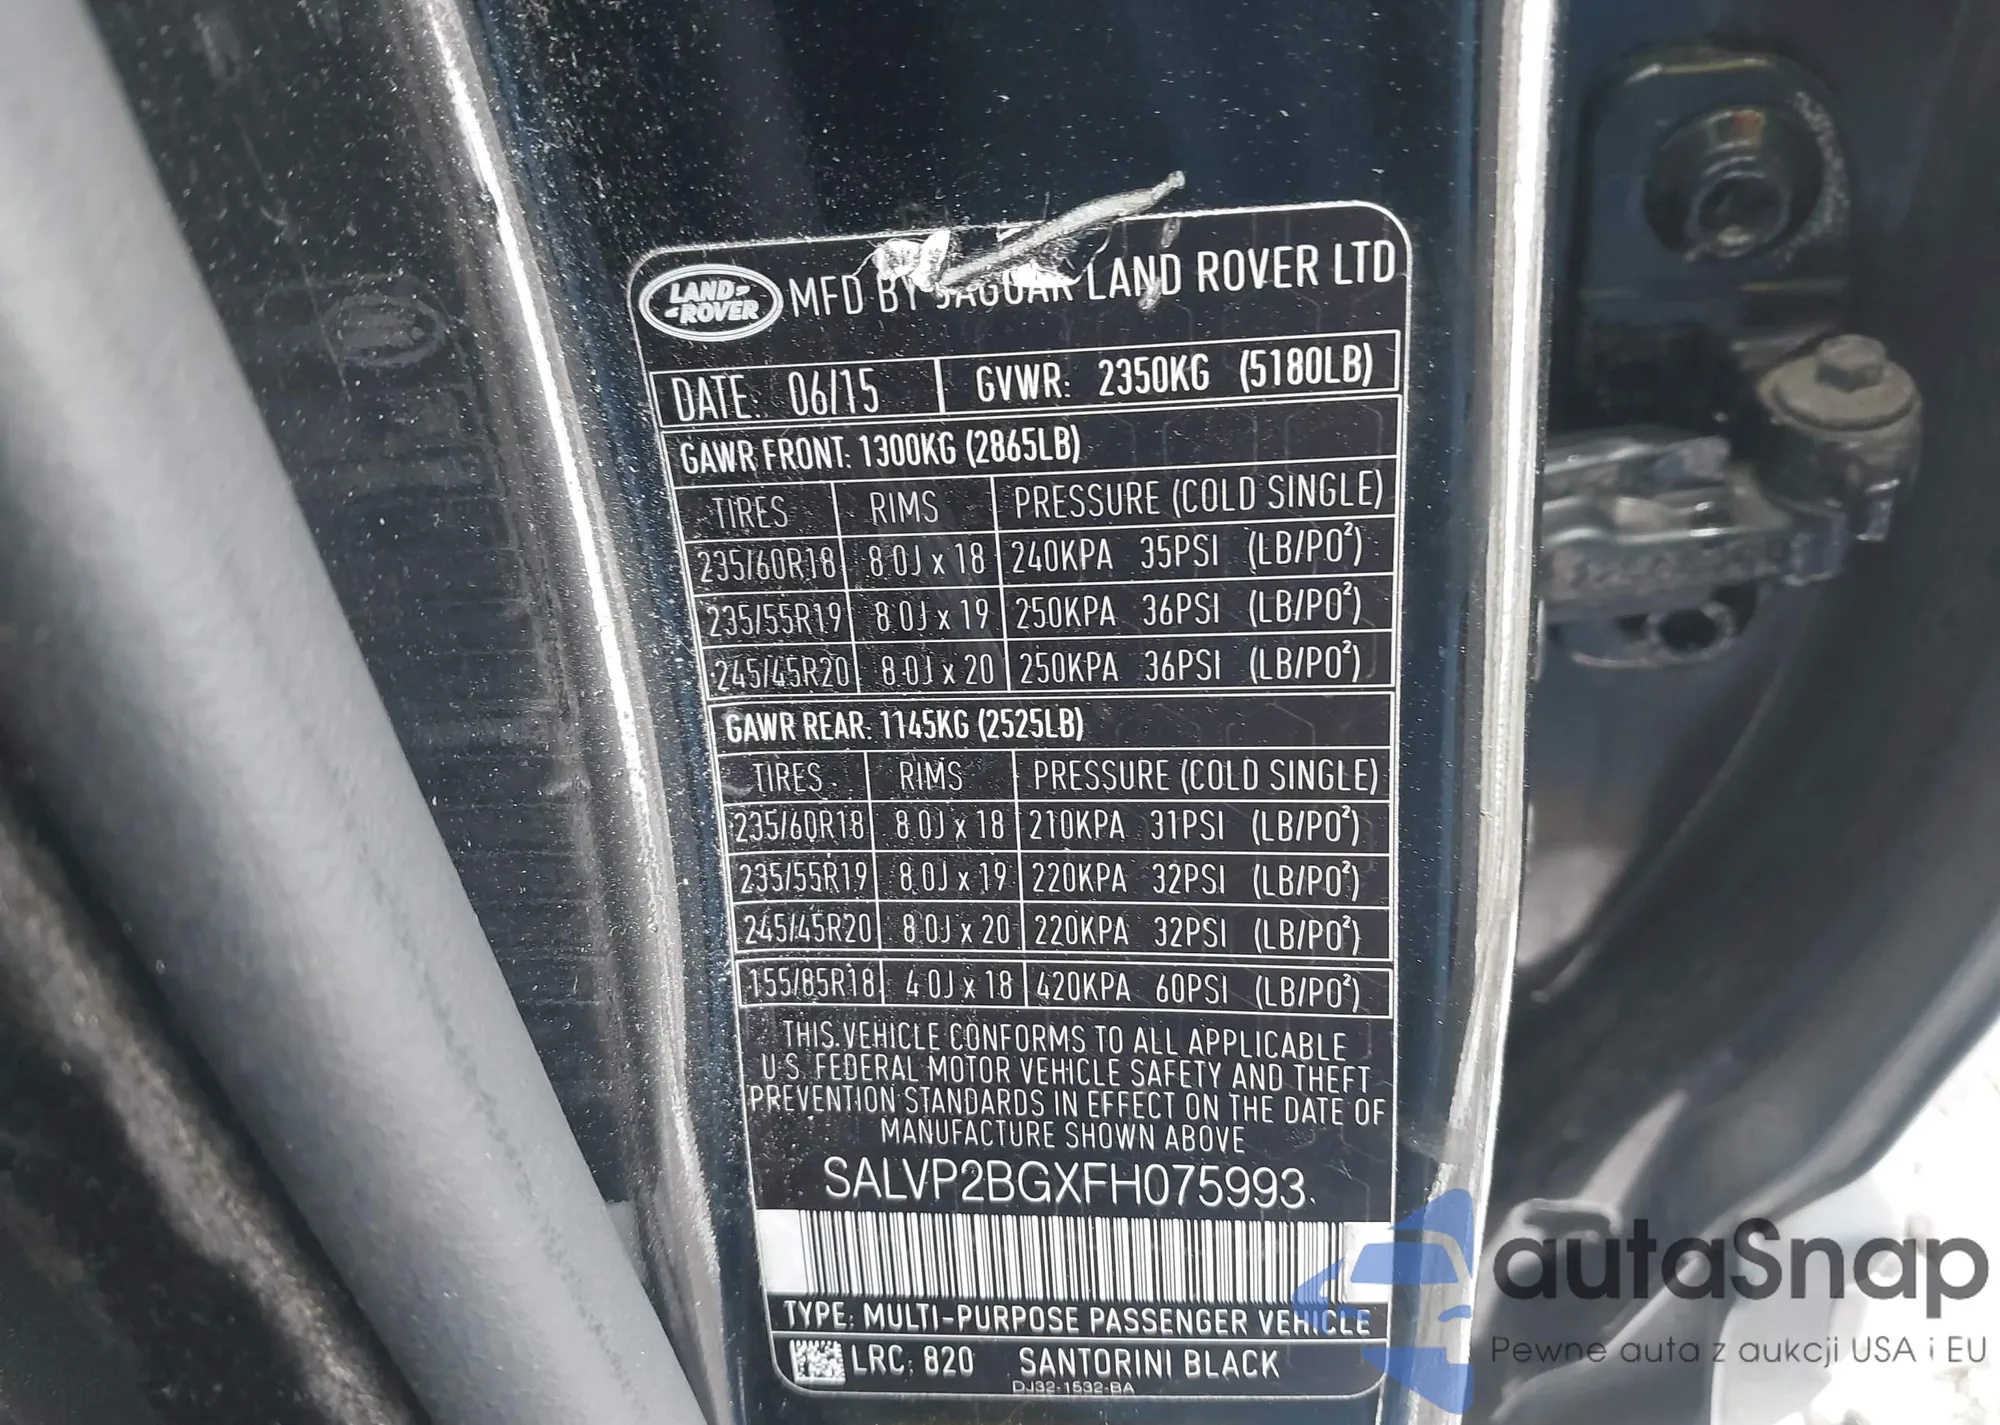 LAND ROVER
MFD BY JAGUAR LAND ROVER LTD
DATE: 06/15 GVWR: 2350KG (5180LB)
GAWR FRONT: 1300KG (2865LB)
TIRES RIMS PRESSURE (COLD SINGLE)
235/60R18 8.0J x 18 240KPA 35PSI (LB/PO²)
235/55R19 8.0J x 19 250KPA 36PSI (LB/PO²)
245/45R20 8.0J x 20 250KPA 36PSI (LB/PO²)
GAWR REAR: 1145KG (2525LB)
TIRES RIMS PRESSURE (COLD SINGLE)
235/60R18 8.0J x 18 210KPA 31PSI (LB/PO²)
235/55R19 8.0J x 19 220KPA 32PSI (LB/PO²)
245/45R20 8.0J x 20 220KPA 32PSI (LB/PO²)
155/85R18 4.0J x 18 420KPA 60PSI (LB/PO²)
THIS VEHICLE CONFORMS TO ALL APPLICABLE
U.S. FEDERAL MOTOR VEHICLE SAFETY AND THEFT
PREVENTION STANDARDS IN EFFECT ON THE DATE OF
MANUFACTURE SHOWN ABOVE
SALVP2BGXFH075993
TYPE: MULTI-PURPOSE PASSENGER VEHICLE
LRC: 820 SANTORINI BLACK
DJ32-1532-BA
autaSnap
Pewne auta z aukcji USA i EU